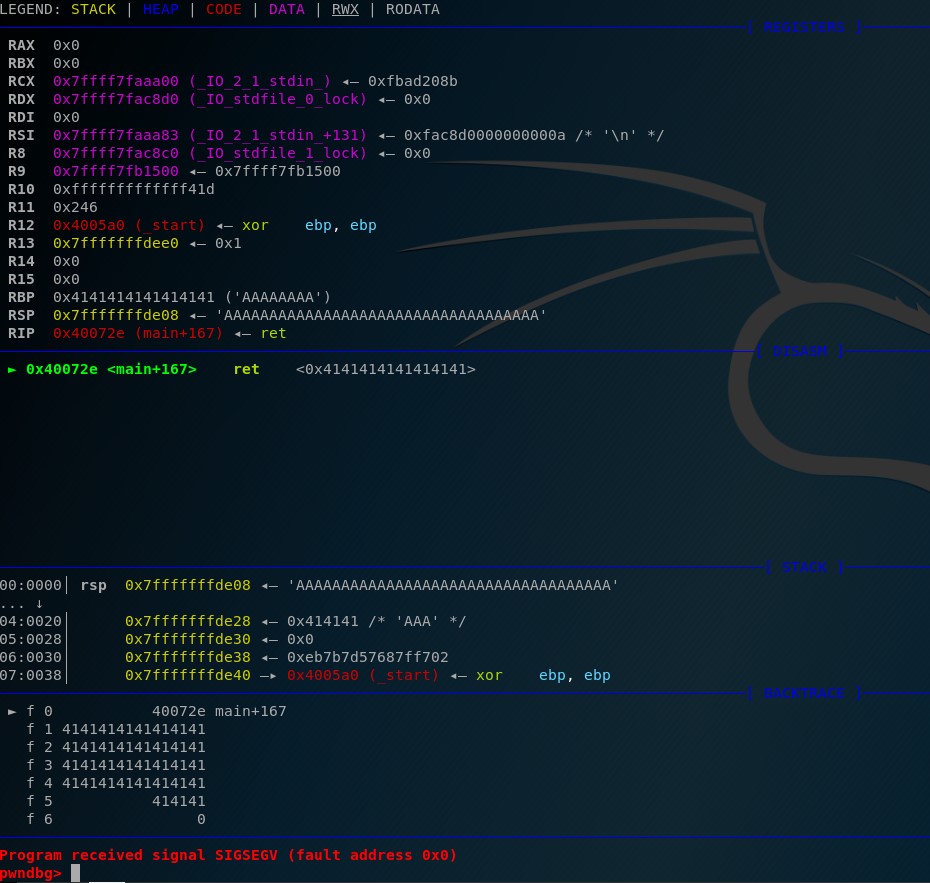 LEGEND: STACK | HEAP | CODE | DATA | RWX | RODATA
[ REGISTERS ]
RAX  0x0
RBX  0x0
RCX  0x7ffff7faaa00 (_IO_2_1_stdin_) ◂— 0xfbad208b
RDX  0x7ffff7fac8d0 (_IO_stdfile_0_lock) ◂— 0x0
RDI  0x0
RSI  0x7ffff7faaa83 (_IO_2_1_stdin_+131) ◂— 0xfac8d0000000000a /* '\n' */
R8   0x7ffff7fac8c0 (_IO_stdfile_1_lock) ◂— 0x0
R9   0x7ffff7fb1500 ◂— 0x7ffff7fb1500
R10  0xfffffffffffff41d
R11  0x246
R12  0x4005a0 (_start) ◂— xor    ebp, ebp
R13  0x7fffffffdee0 ◂— 0x1
R14  0x0
R15  0x0
RBP  0x4141414141414141 ('AAAAAAAA')
RSP  0x7fffffffde08 ◂— 'AAAAAAAAAAAAAAAAAAAAAAAAAAAAAAAAAAA'
RIP  0x40072e (main+167) ◂— ret
[ DISASM ]
► 0x40072e <main+167>    ret    <0x4141414141414141>
[ STACK ]
00:0000│ rsp  0x7fffffffde08 ◂— 'AAAAAAAAAAAAAAAAAAAAAAAAAAAAAAAAAAA'
... ↓
04:0020│      0x7fffffffde28 ◂— 0x414141 /* 'AAA' */
05:0028│      0x7fffffffde30 ◂— 0x0
06:0030│      0x7fffffffde38 ◂— 0xeb7b7d57687ff702
07:0038│      0x7fffffffde40 —▸ 0x4005a0 (_start) ◂— xor    ebp, ebp
[ BACKTRACE ]
► f 0           40072e main+167
f 1 4141414141414141
f 2 4141414141414141
f 3 4141414141414141
f 4 4141414141414141
f 5           414141
f 6                0
Program received signal SIGSEGV (fault address 0x0)
pwndbg>